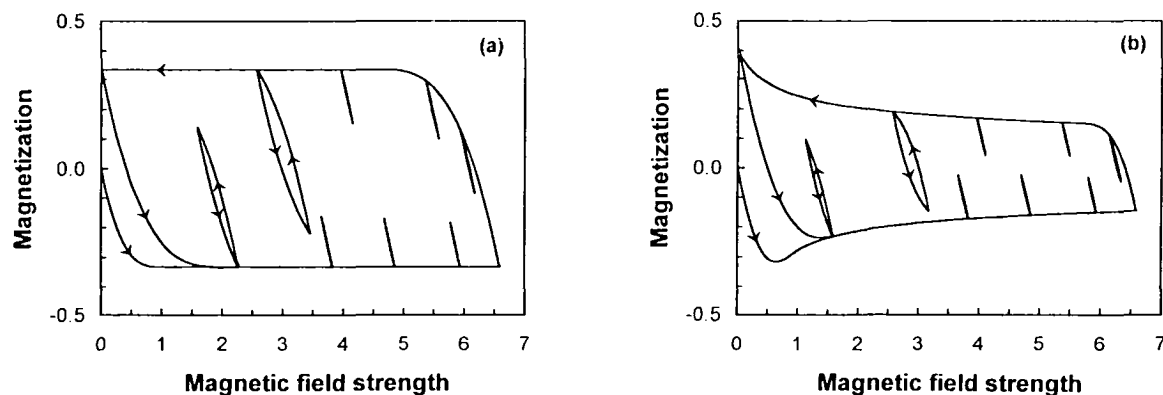 0.5
(a)
Magnetization
0.0
-0.5
0 1 2 3 4 5 6 7
Magnetic field strength
0.5
(b)
Magnetization
0.0
-0.5
0 1 2 3 4 5 6 7
Magnetic field strength